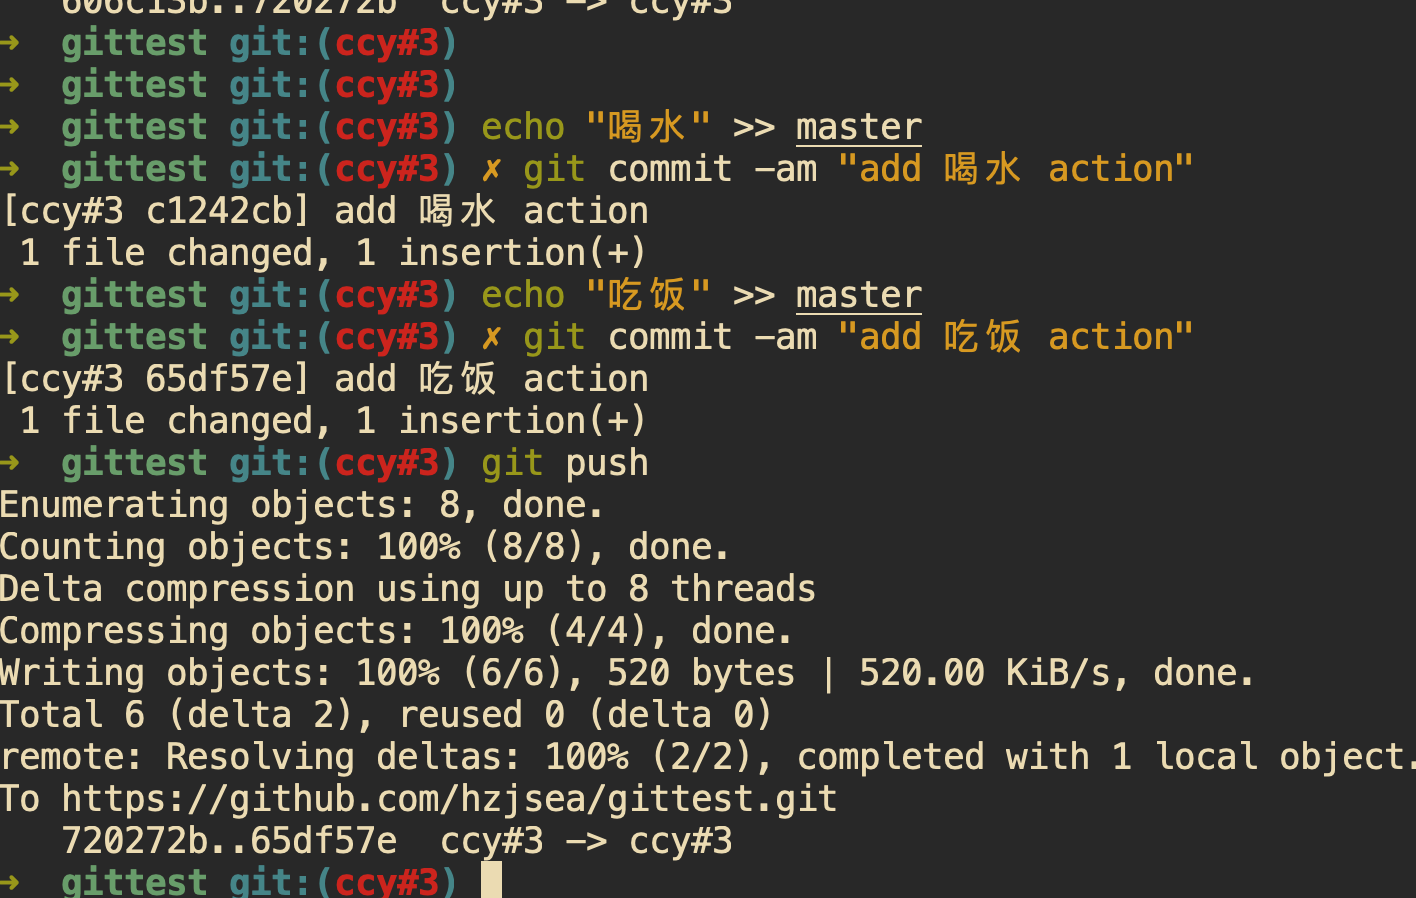 606c13b..720272b  ccy#3 -> ccy#3
→  gittest git:(ccy#3)
→  gittest git:(ccy#3)
→  gittest git:(ccy#3) echo "喝水" >> master
→  gittest git:(ccy#3) ✗ git commit -am "add 喝水 action"
[ccy#3 c1242cb] add 喝水 action
 1 file changed, 1 insertion(+)
→  gittest git:(ccy#3) echo "吃饭" >> master
→  gittest git:(ccy#3) ✗ git commit -am "add 吃饭 action"
[ccy#3 65df57e] add 吃饭 action
 1 file changed, 1 insertion(+)
→  gittest git:(ccy#3) git push
Enumerating objects: 8, done.
Counting objects: 100% (8/8), done.
Delta compression using up to 8 threads
Compressing objects: 100% (4/4), done.
Writing objects: 100% (6/6), 520 bytes | 520.00 KiB/s, done.
Total 6 (delta 2), reused 0 (delta 0)
remote: Resolving deltas: 100% (2/2), completed with 1 local object.
To https://github.com/hzjsea/gittest.git
   720272b..65df57e  ccy#3 -> ccy#3
→  gittest git:(ccy#3)